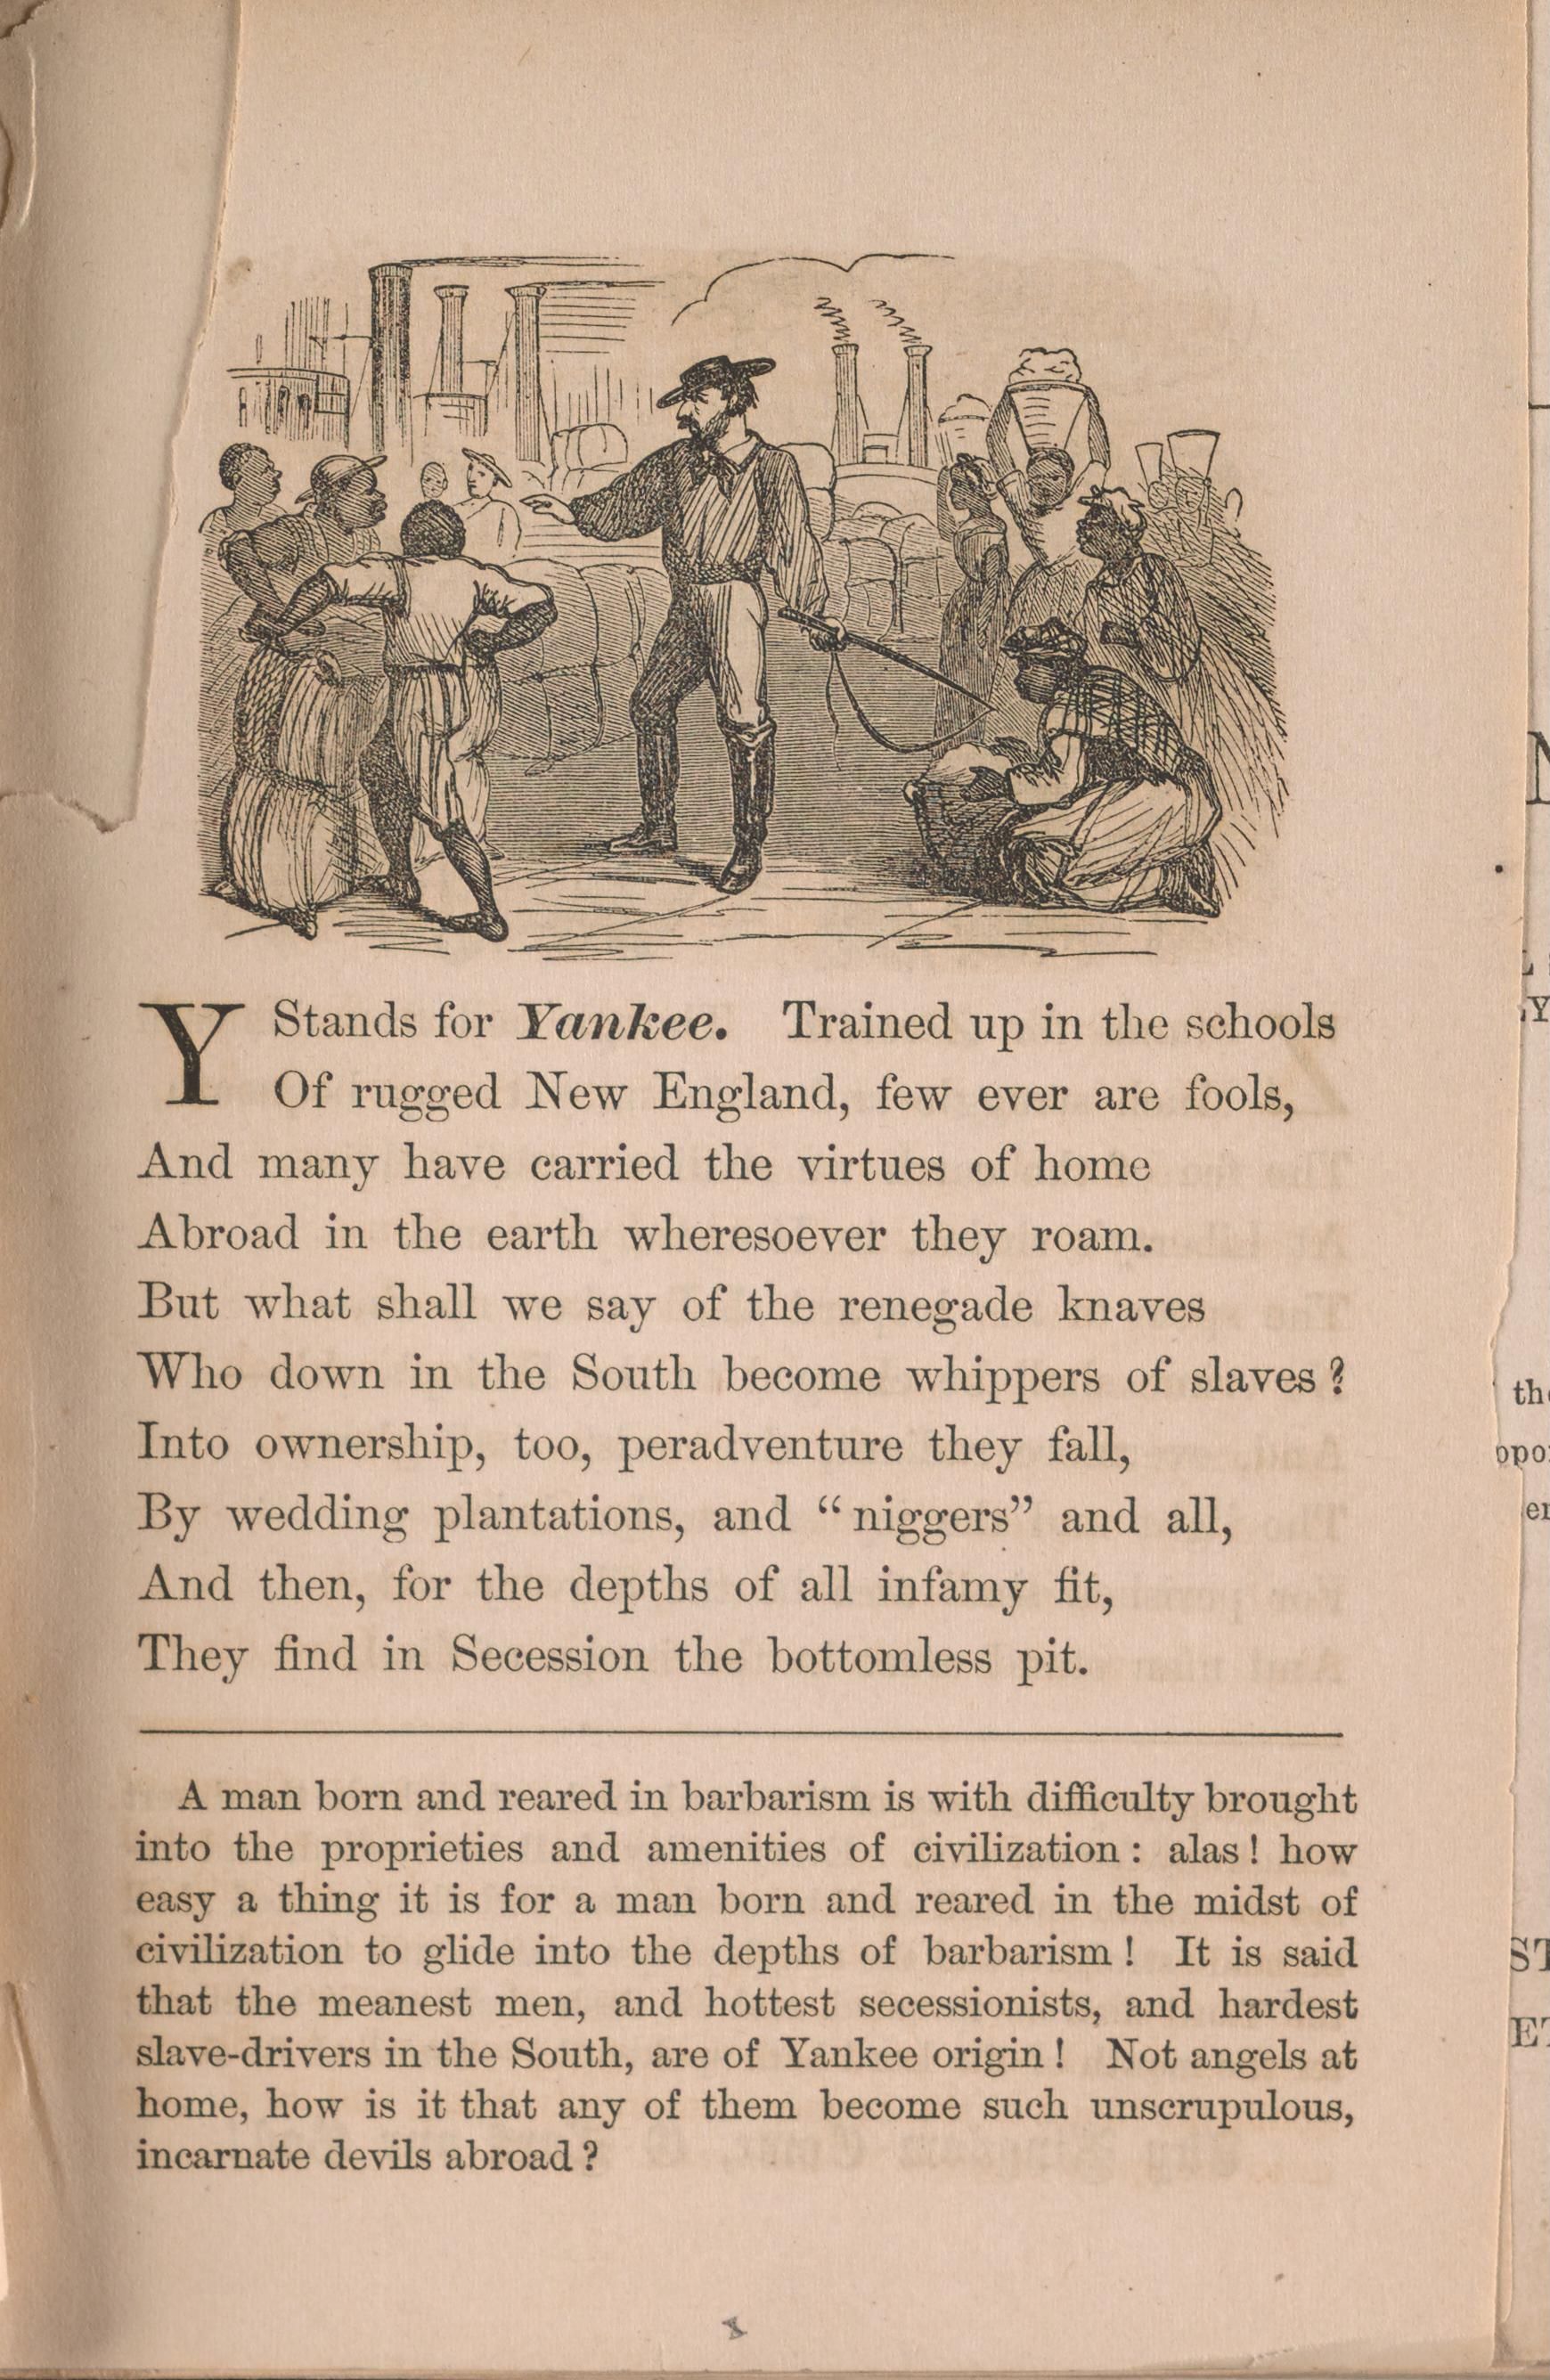 Y Stands for Yankee. Trained up in the schools
Of rugged New England, few ever are fools,
And many have carried the virtues of home
Abroad in the earth wheresoever they roam.
But what shall we say of the renegade knaves
Who down in the South become whippers of slaves?
Into ownership, too, peradventure they fall,
By wedding plantations, and “niggers” and all,
And then, for the depths of all infamy fit,
They find in Secession the bottomless pit.
A man born and reared in barbarism is with difficulty brought
into the proprieties and amenities of civilization: alas! how
easy a thing it is for a man born and reared in the midst of
civilization to glide into the depths of barbarism! It is said
that the meanest men, and hottest secessionists, and hardest
slave-drivers in the South, are of Yankee origin! Not angels at
home, how is it that any of them become such unscrupulous,
incarnate devils abroad?